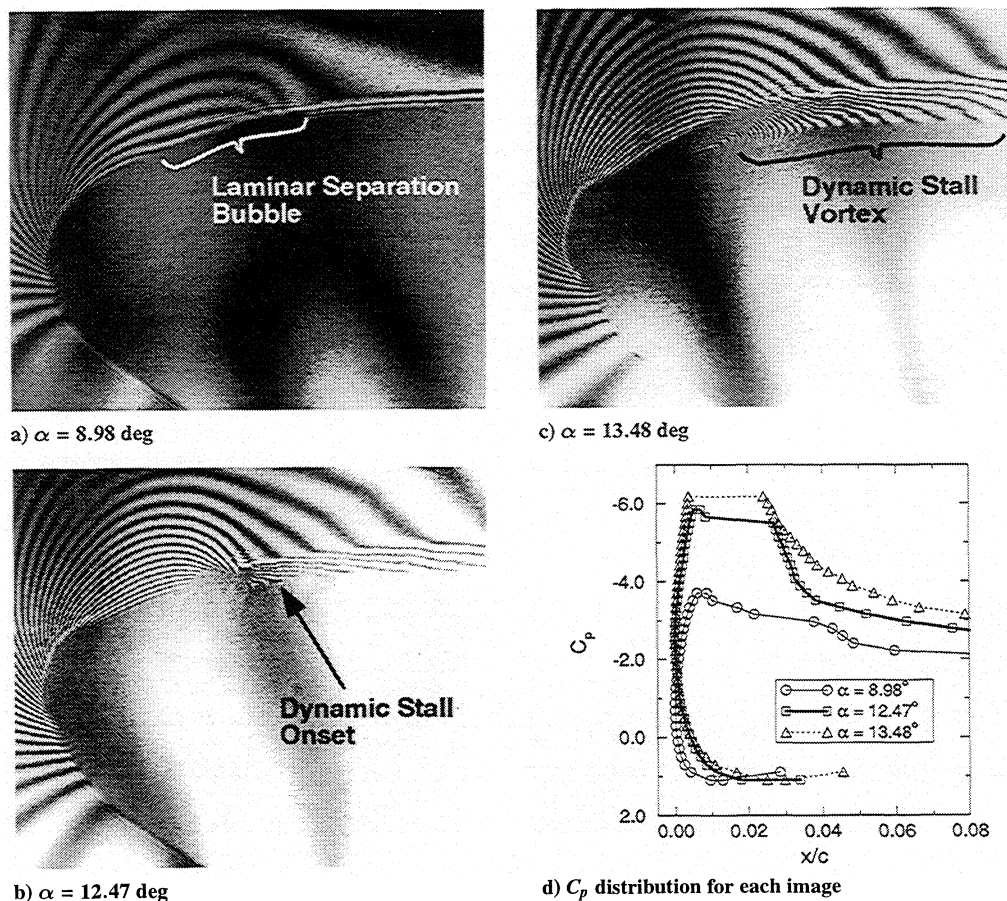 Laminar Separation
Bubble
a) α = 8.98 deg
Dynamic Stall
Vortex
c) α = 13.48 deg
Dynamic Stall
Onset
b) α = 12.47 deg
-6.0
-4.0
-2.0
0.0
2.0
Cₚ
α = 8.98°
α = 12.47°
α = 13.48°
0.00 0.02 0.04 0.06 0.08
x/c
d) Cₚ distribution for each image